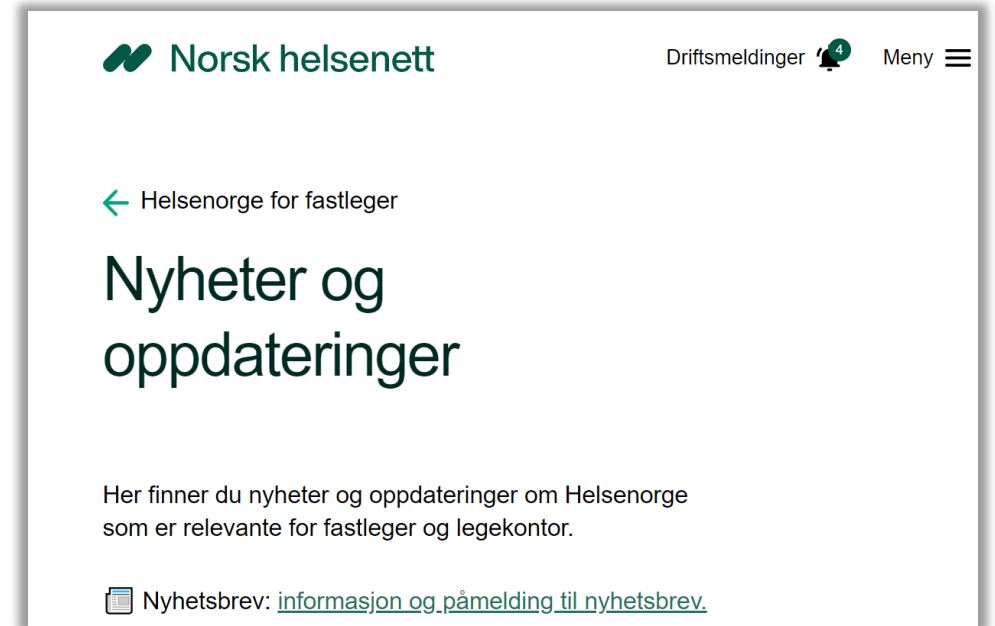 Norsk helsenett
Driftsmeldinger 4 Meny
Helsenorge for fastleger
Nyheter og
oppdateringer
Her finner du nyheter og oppdateringer om Helsenorge
som er relevante for fastleger og legekontor.
Nyhetsbrev: informasjon og påmelding til nyhetsbrev.